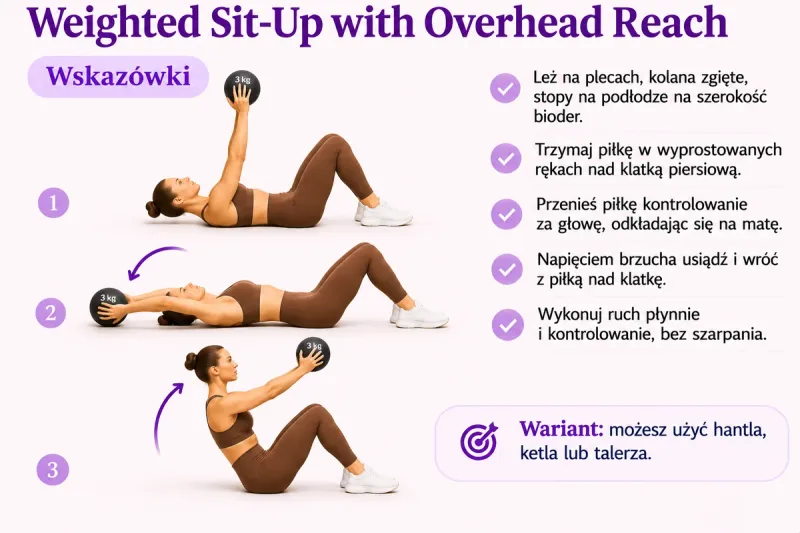 Weighted Sit-Up with Overhead Reach
Wskazówki
1
3 kg
2
3 kg
3
3 kg
Leż na plecach, kolana zgięte,
stopy na podłodze na szerokość
bioder.
Trzymaj piłkę w wyprostowanych
rękach nad klatką piersiową.
Przenieś piłkę kontrolowanie
za głowę, odkładając się na matę.
Napięciem brzucha usiądź i wróć
z piłką nad klatkę.
Wykonuj ruch płynnie
i kontrolowanie, bez szarpania.
Wariant: możesz użyć hantla,
ketla lub talerza.